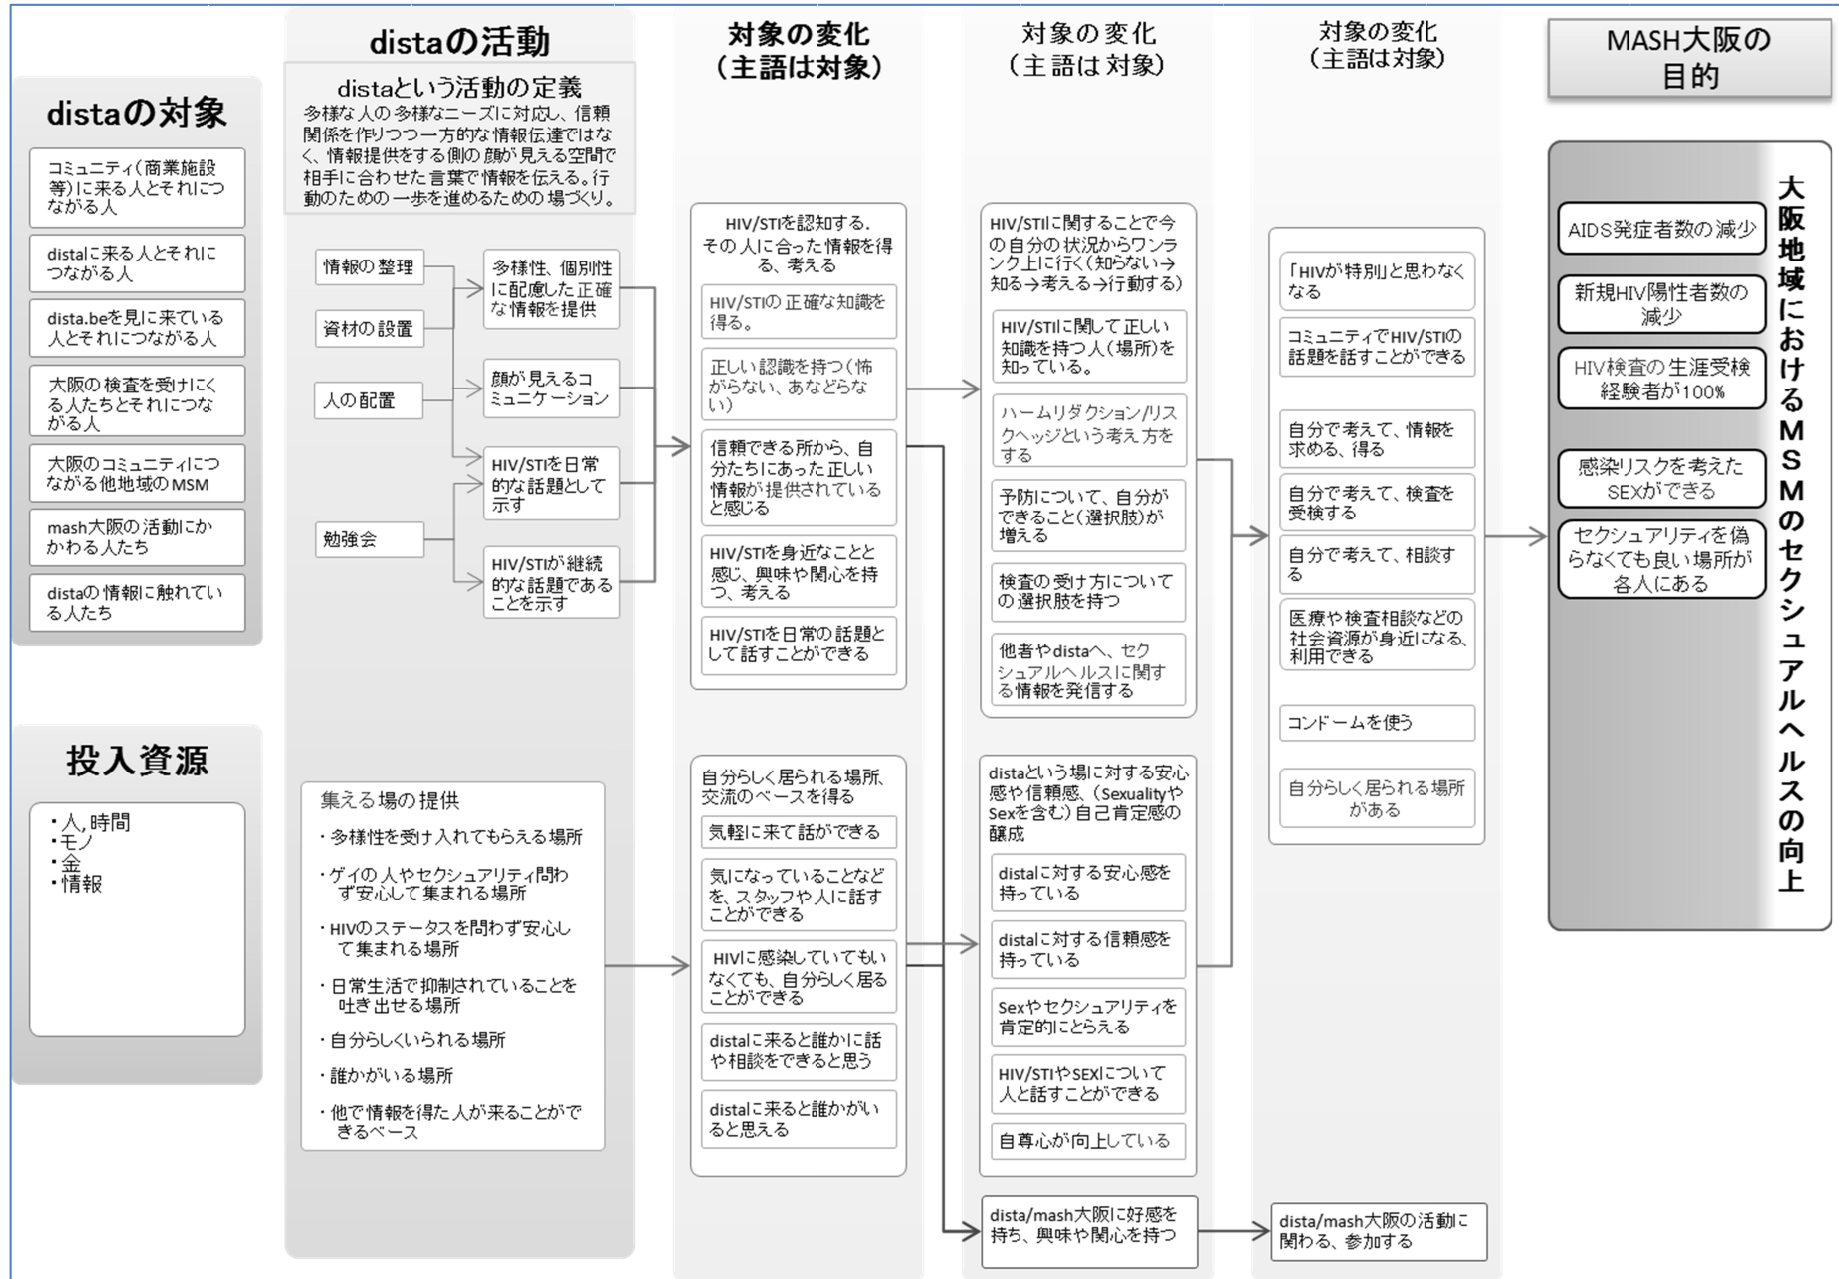 distaの対象
コミュニティ(商業施設
等)に来る人とそれにつ
ながる人
distaに来る人とそれに
つながる人
dista.beを見に来ている
人とそれにつながる人
大阪の検査を受けにく
る人たちとそれにつな
がる人
大阪のコミュニティにつ
ながる他地域のMSM
mash大阪の活動にか
かわる人たち
distaの情報に触れてい
る人たち
投入資源
・人,時間
・モノ
・金
・情報
distaの活動
distaという活動の定義
多様な人の多様なニーズに対応し、信頼
関係を作りつつ一方的な情報伝達ではな
く、情報提供をする側の顔が見える空間で
相手に合わせた言葉で情報を伝える。行
動のための一歩を進めるための場づくり。
情報の整理
資材の設置
人の配置
勉強会
多様性、個別性
に配慮した正確
な情報を提供
顔が見えるコ
ミュニケーション
HIV/STIを日常
的な話題として
示す
HIV/STIが継続
的な話題である
ことを示す
集える場の提供
・多様性を受け入れてもらえる場所
・ゲイの人やセクシュアリティ問わ
ず安心して集まれる場所
・HIVのステータスを問わず安心し
て集まれる場所
・日常生活で抑制されていることを
吐き出せる場所
・自分らしくいられる場所
・誰かがいる場所
・他で情報を得た人が来ることがで
きるベース
対象の変化
(主語は対象)
HIV/STIを認知する.
その人に合った情報を得
る、考える
HIV/STIの正確な知識を
得る。
正しい認識を持つ(怖
がらない、あなどらな
い)
信頼できる所から、自
分たちにあった正しい
情報が提供されている
と感じる
HIV/STIを身近なことと
感じ、興味や関心を持
つ、考える
HIV/STIを日常の話題と
して話すことができる
自分らしく居られる場所、
交流のベースを得る
気軽に来て話ができる
気になっていることなど
を、スタッフや人に話す
ことができる
HIVに感染していてもい
なくても、自分らしく居る
ことができる
distaに来ると誰かに話
や相談をできると思う
distaに来ると誰かがい
ると思える
対象の変化
(主語は対象)
HIV/STIに関することで今
の自分の状況からワンラ
ンク上に行く(知らない→
知る→考える→行動する)
HIV/STIに関して正しい
知識を持つ人(場所)を
知っている。
ハームリダクション/リス
クヘッジという考え方を
する
予防について、自分が
できること(選択肢)が
増える
検査の受け方について
の選択肢を持つ
他者やdistaへ、セク
シュアルヘルスに関す
る情報を発信する
distaという場に対する安心
感や信頼感、(Sexualityや
Sexを含む)自己肯定感の
醸成
distaに対する安心感を
持っている
distaに対する信頼感を
持っている
Sexやセクシュアリティを
肯定的にとらえる
HIV/STIやSEXについて
人と話すことができる
自尊心が向上している
dista/mash大阪に好感を
持ち、興味や関心を持つ
対象の変化
(主語は対象)
「HIVが特別」と思わなく
なる
コミュニティでHIV/STIの
話題を話すことができる
自分で考えて、情報を
求める、得る
自分で考えて、検査を
受検する
自分で考えて、相談す
る
医療や検査相談などの
社会資源が身近になる、
利用できる
コンドームを使う
自分らしく居られる場所
がある
dista/mash大阪の活動に
関わる、参加する
MASH大阪の
目的
AIDS発症者数の減少
新規HIV陽性者数の
減少
HIV検査の生涯受検
経験者が100%
感染リスクを考えた
SEXができる
セクシュアリティを偽
らなくても良い場所が
各人にある
大阪地域におけるMSMのセクシュアルヘルスの向上